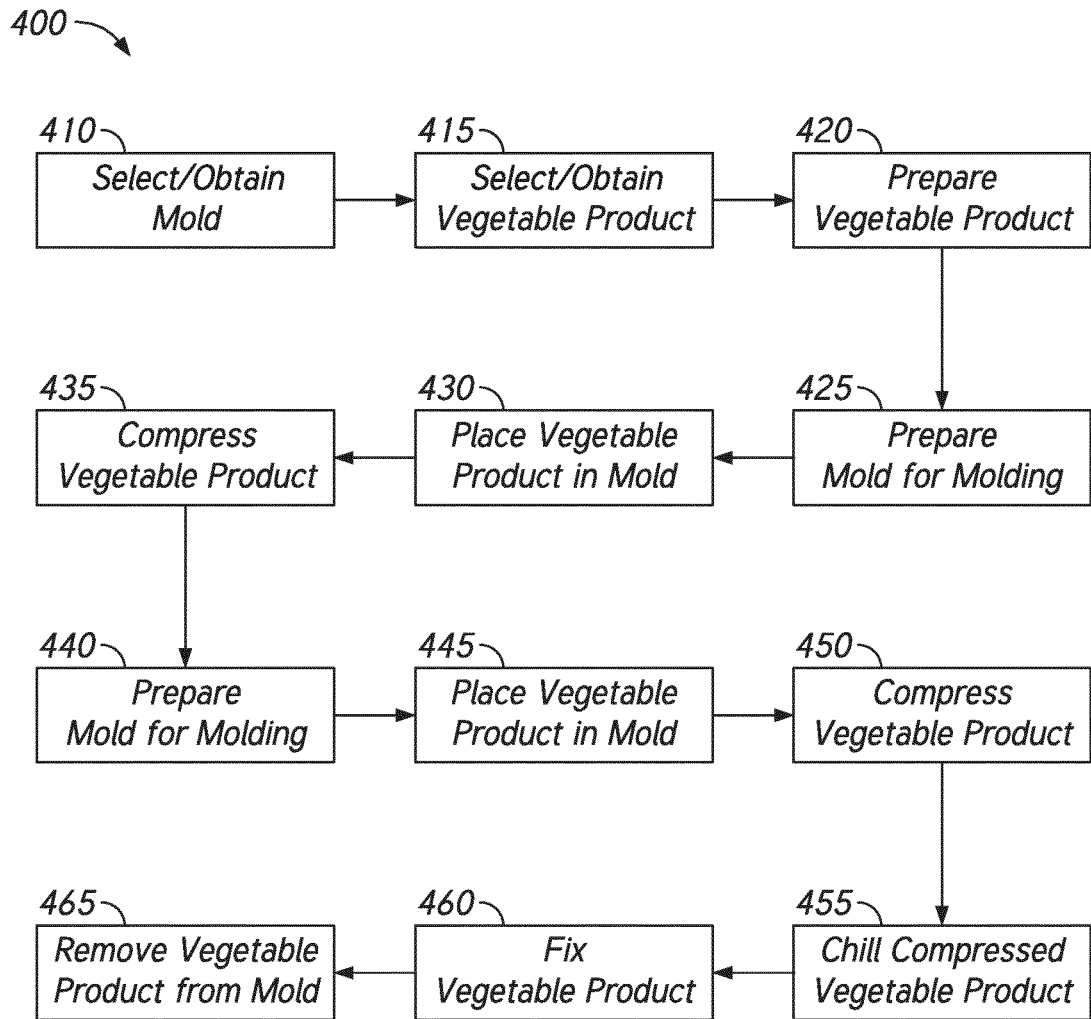 400
410
Select/Obtain
Mold
415
Select/Obtain
Vegetable Product
420
Prepare
Vegetable Product
435
Compress
Vegetable Product
430
Place Vegetable
Product in Mold
425
Prepare
Mold for Molding
440
Prepare
Mold for Molding
445
Place Vegetable
Product in Mold
450
Compress
Vegetable Product
465
Remove Vegetable
Product from Mold
460
Fix
Vegetable Product
455
Chill Compressed
Vegetable Product